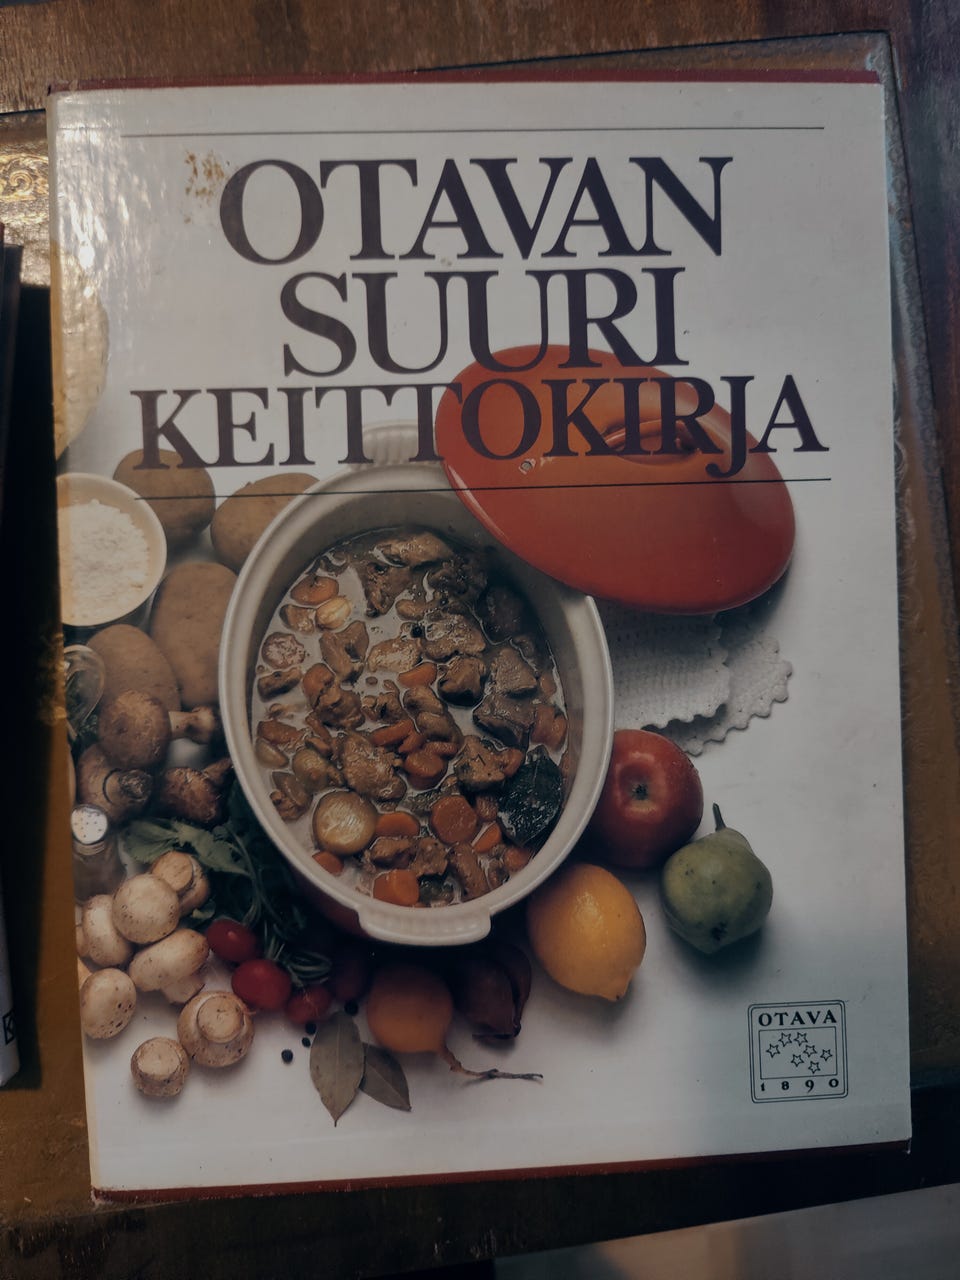 OTAVAN
SUURI
KEITTOKIRJA
OTAVA
1890